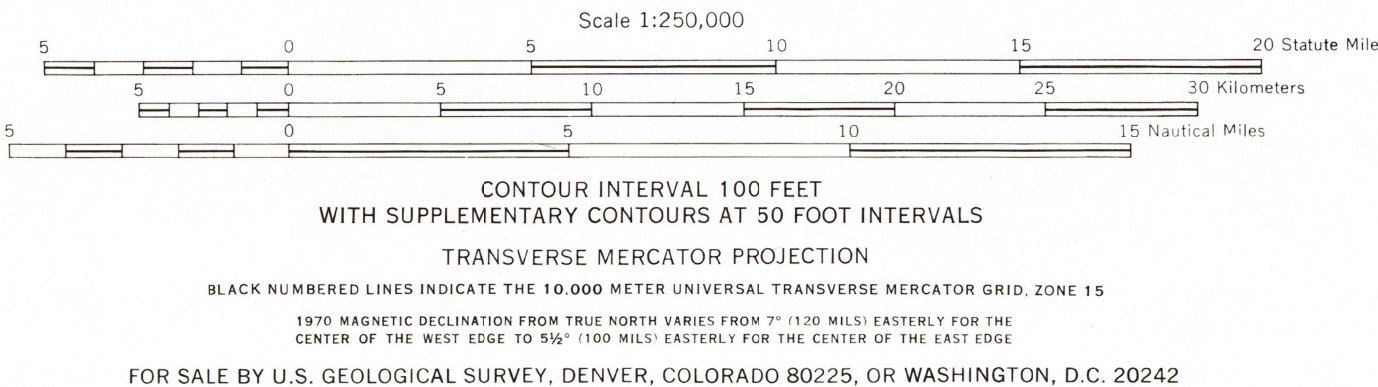 Scale 1:250,000
5 0 5 10 15 20 Statute Mile
5 0 5 10 15 20 25 30 Kilometers
5 0 5 10 15 Nautical Miles
CONTOUR INTERVAL 100 FEET
WITH SUPPLEMENTARY CONTOURS AT 50 FOOT INTERVALS
TRANSVERSE MERCATOR PROJECTION
BLACK NUMBERED LINES INDICATE THE 10,000 METER UNIVERSAL TRANSVERSE MERCATOR GRID, ZONE 15
1970 MAGNETIC DECLINATION FROM TRUE NORTH VARIES FROM 7° (120 MILS) EASTERLY FOR THE
CENTER OF THE WEST EDGE TO 5½° (100 MILS) EASTERLY FOR THE CENTER OF THE EAST EDGE
FOR SALE BY U.S. GEOLOGICAL SURVEY, DENVER, COLORADO 80225, OR WASHINGTON, D.C. 20242